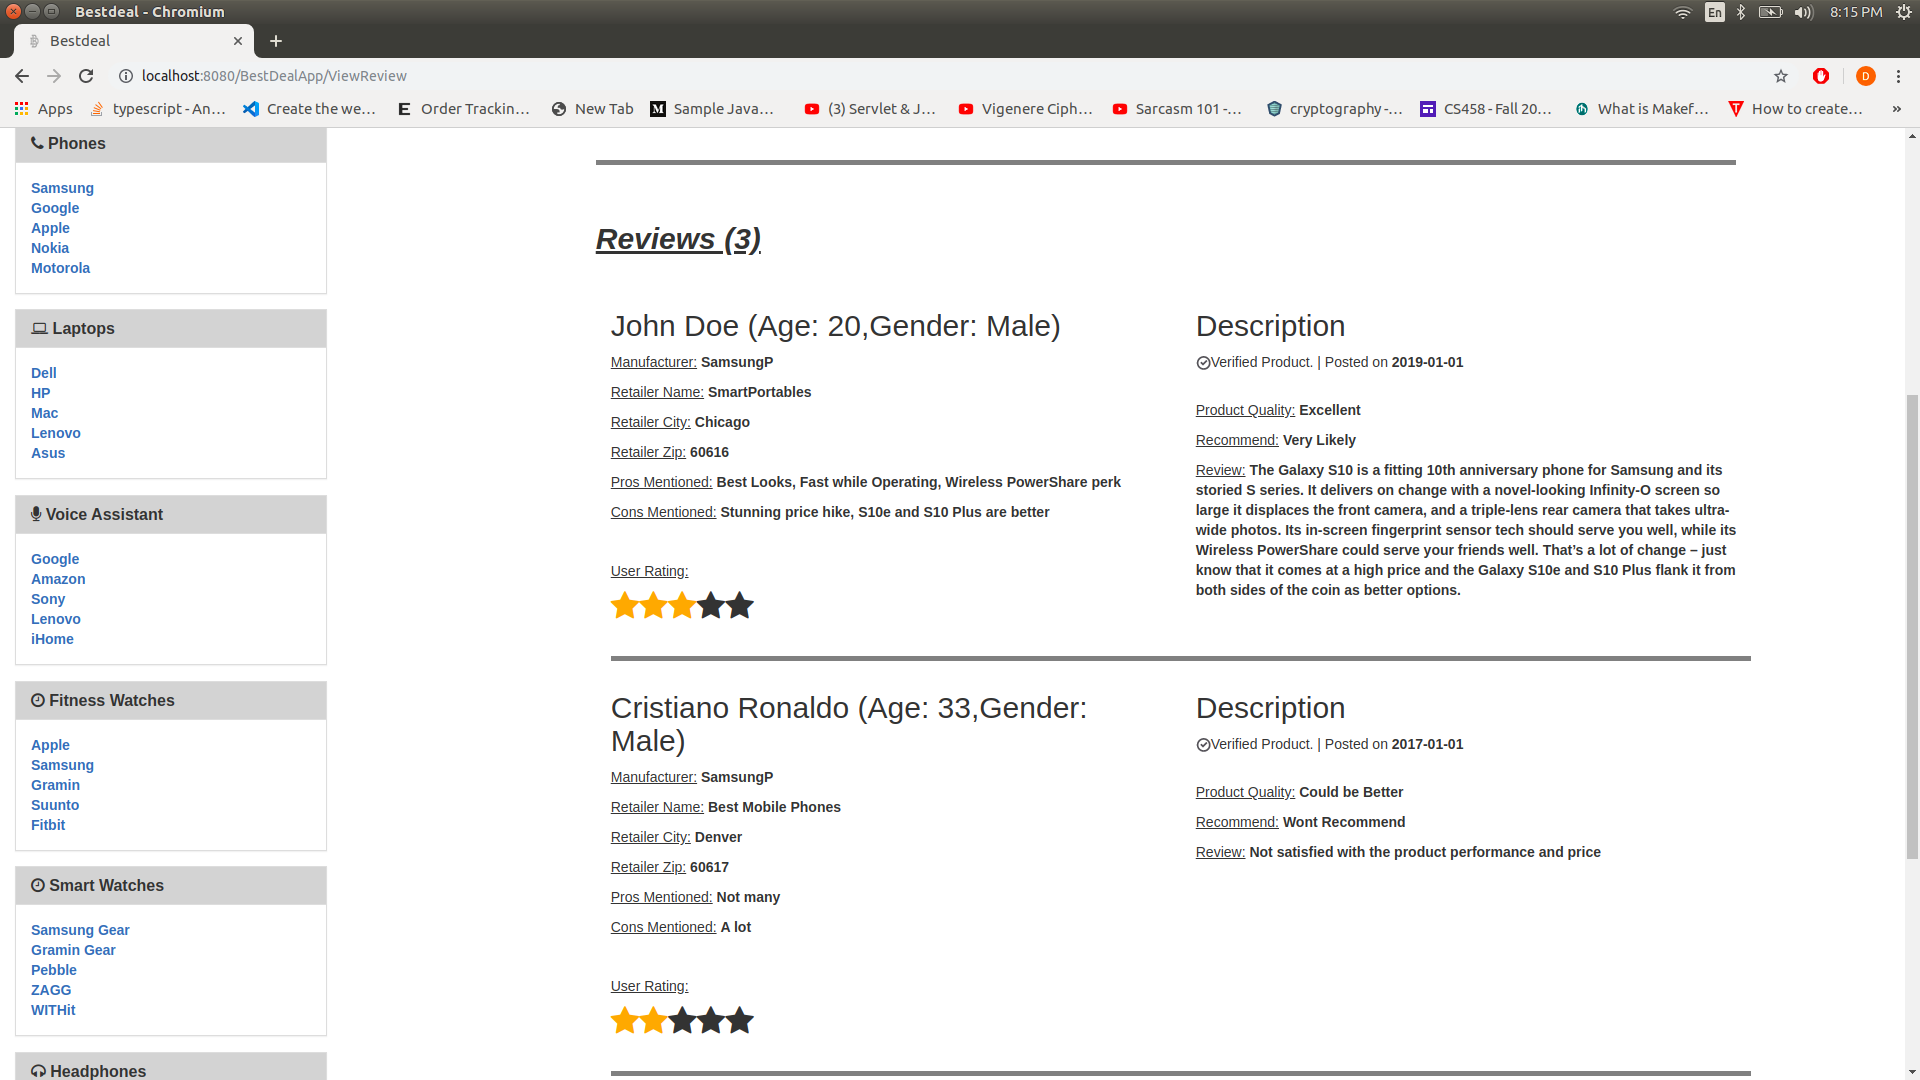 Bestdeal - Chromium
En
8:15 PM
Bestdeal
localhost:8080/BestDealApp/ViewReview
D
Apps
typescript - An…
Create the we…
Order Trackin…
New Tab
Sample Java…
(3) Servlet & J…
Vigenere Ciph…
Sarcasm 101 -…
cryptography -…
CS458 - Fall 20…
What is Makef…
How to create…
Phones
Samsung
Google
Apple
Nokia
Motorola
Laptops
Dell
HP
Mac
Lenovo
Asus
Voice Assistant
Google
Amazon
Sony
Lenovo
iHome
Fitness Watches
Apple
Samsung
Gramin
Suunto
Fitbit
Smart Watches
Samsung Gear
Gramin Gear
Pebble
ZAGG
WITHit
Headphones
Reviews (3)
John Doe (Age: 20,Gender: Male)
Manufacturer: SamsungP
Retailer Name: SmartPortables
Retailer City: Chicago
Retailer Zip: 60616
Pros Mentioned: Best Looks, Fast while Operating, Wireless PowerShare perk
Cons Mentioned: Stunning price hike, S10e and S10 Plus are better
User Rating:
Description
Verified Product. | Posted on 2019-01-01
Product Quality: Excellent
Recommend: Very Likely
Review: The Galaxy S10 is a fitting 10th anniversary phone for Samsung and its
storied S series. It delivers on change with a novel-looking Infinity-O screen so
large it displaces the front camera, and a triple-lens rear camera that takes ultra-
wide photos. Its in-screen fingerprint sensor tech should serve you well, while its
Wireless PowerShare could serve your friends well. That’s a lot of change – just
know that it comes at a high price and the Galaxy S10e and S10 Plus flank it from
both sides of the coin as better options.
Cristiano Ronaldo (Age: 33,Gender:
Male)
Manufacturer: SamsungP
Retailer Name: Best Mobile Phones
Retailer City: Denver
Retailer Zip: 60617
Pros Mentioned: Not many
Cons Mentioned: A lot
User Rating:
Description
Verified Product. | Posted on 2017-01-01
Product Quality: Could be Better
Recommend: Wont Recommend
Review: Not satisfied with the product performance and price